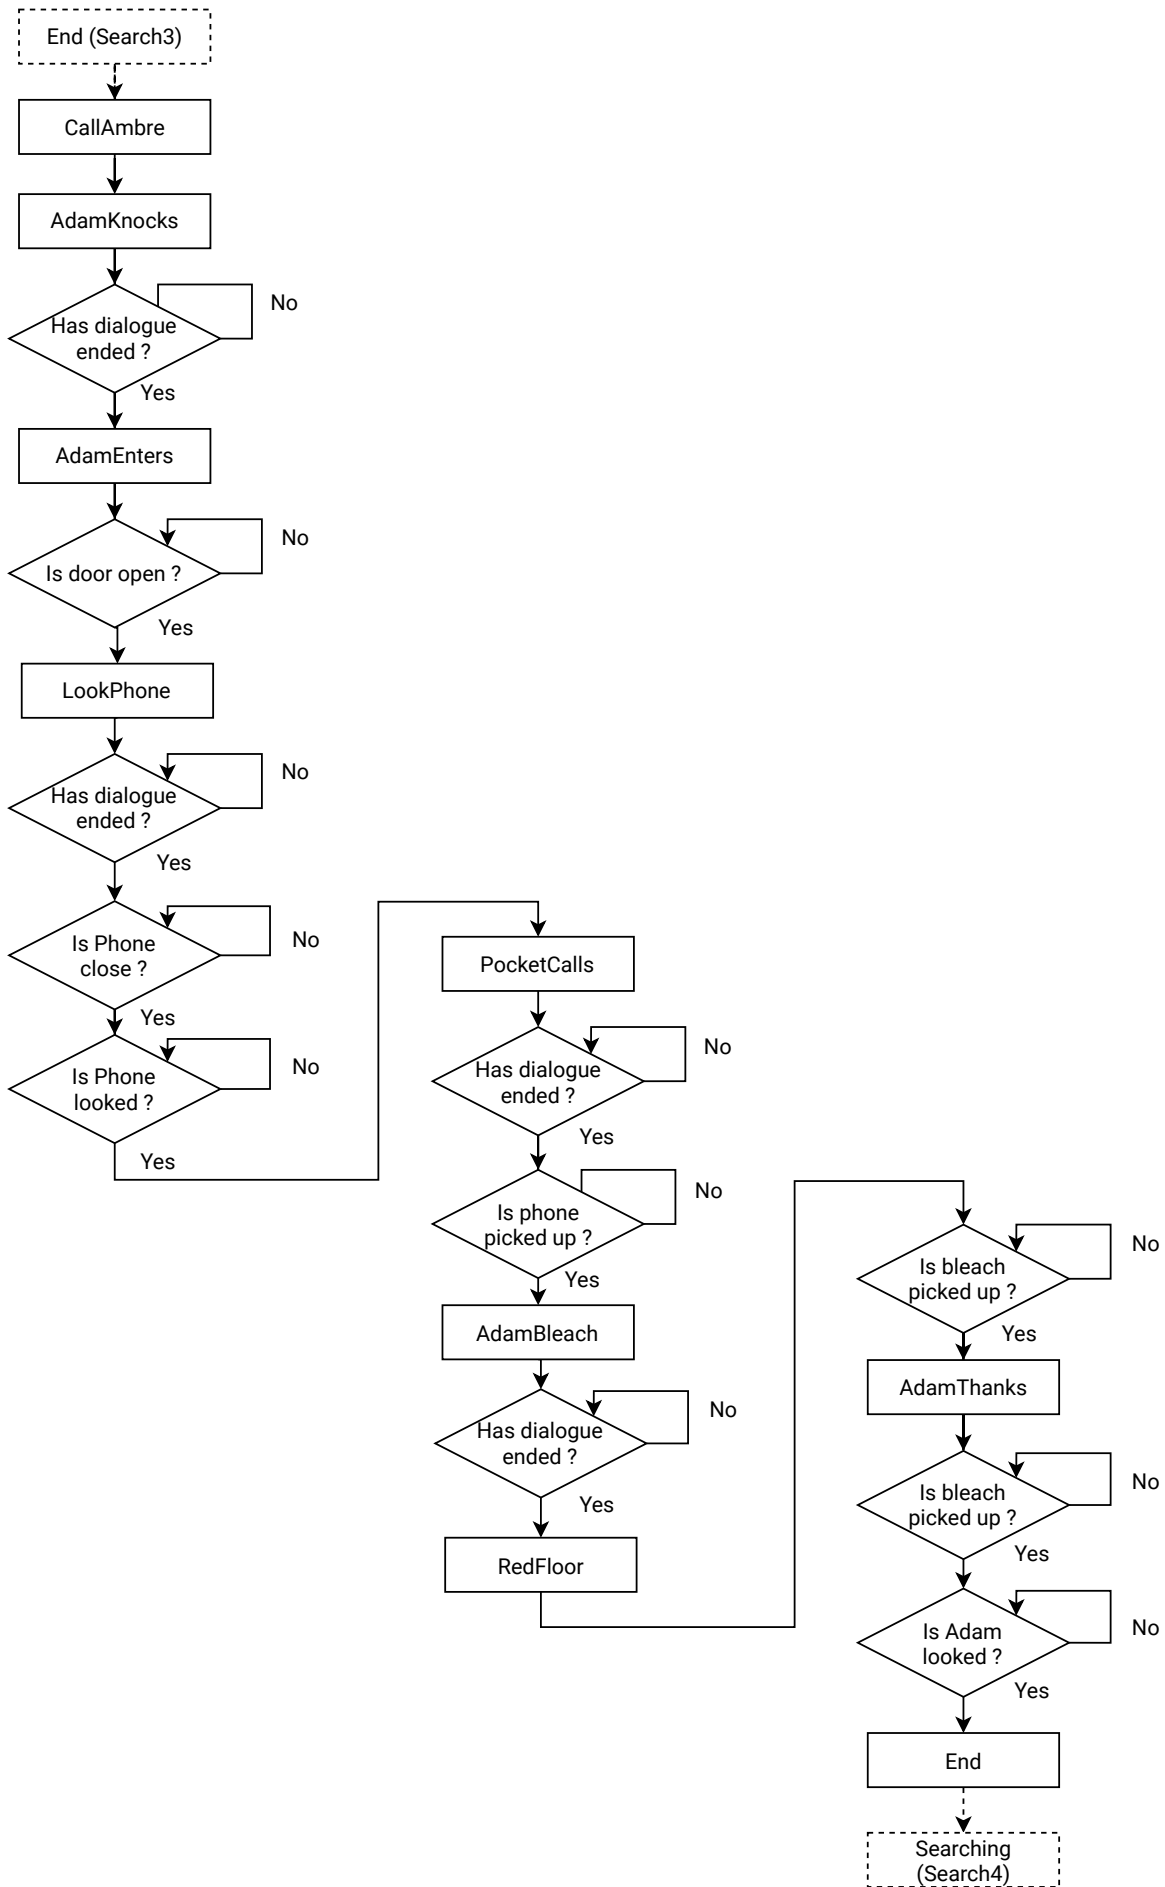 End (Search3)
CallAmbre
AdamKnocks
Has dialogue
ended ?
No
Yes
AdamEnters
Is door open ?
No
Yes
LookPhone
Has dialogue
ended ?
No
Yes
Is Phone
close ?
No
Yes
Is Phone
looked ?
No
Yes
PocketCalls
Has dialogue
ended ?
No
Yes
Is phone
picked up ?
No
Yes
AdamBleach
Has dialogue
ended ?
No
Yes
RedFloor
Is bleach
picked up ?
No
Yes
AdamThanks
Is bleach
picked up ?
No
Yes
Is Adam
looked ?
No
Yes
End
Searching
(Search4)